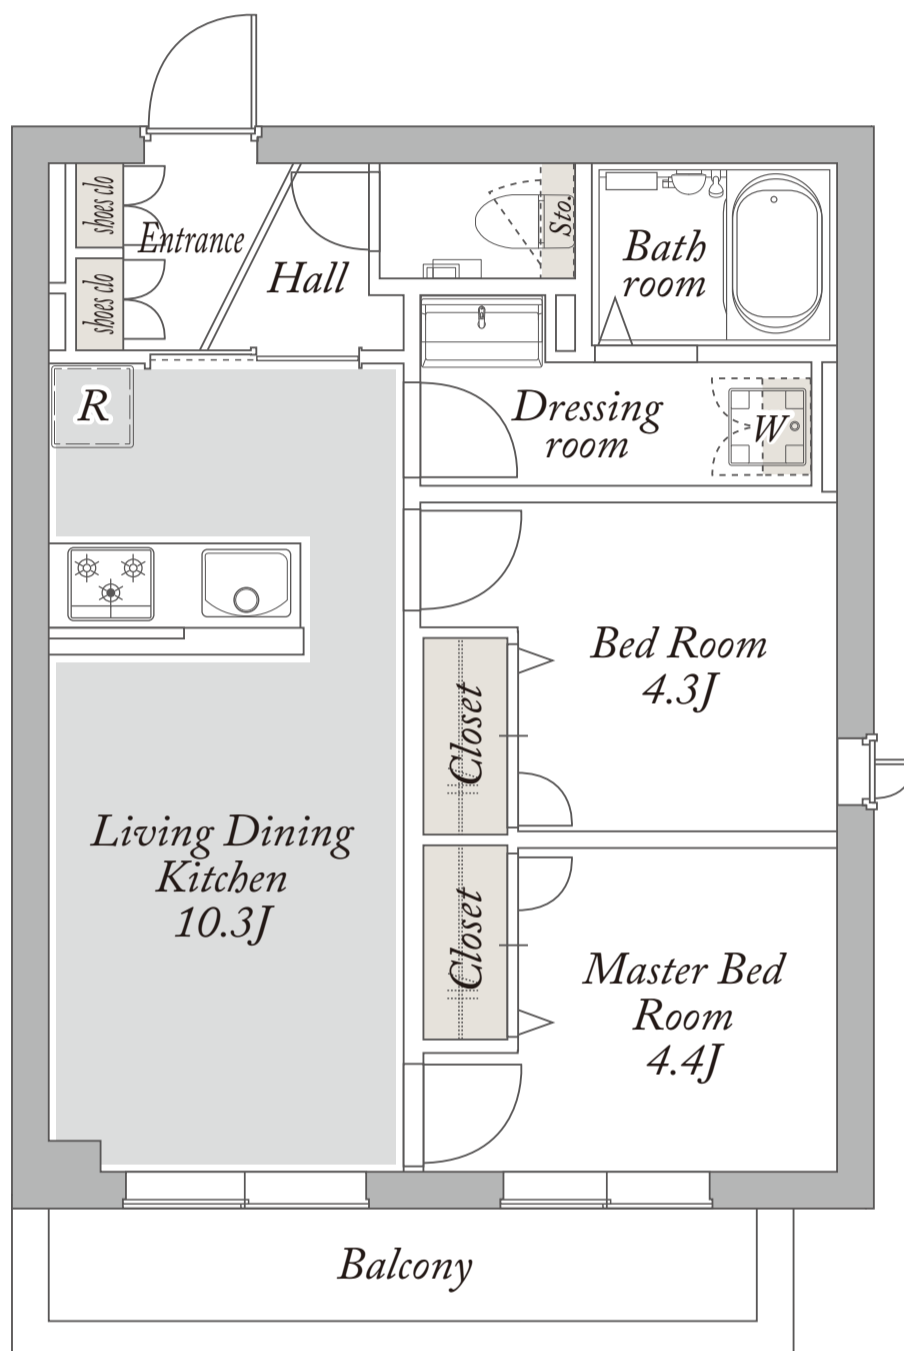 shoes clo
Entrance
shoes clo
Hall
Sto.
Bath
room
R
Dressing
room
W
Bed Room
4.3J
Closet
Living Dining
Kitchen
10.3J
Closet
Master Bed
Room
4.4J
Balcony